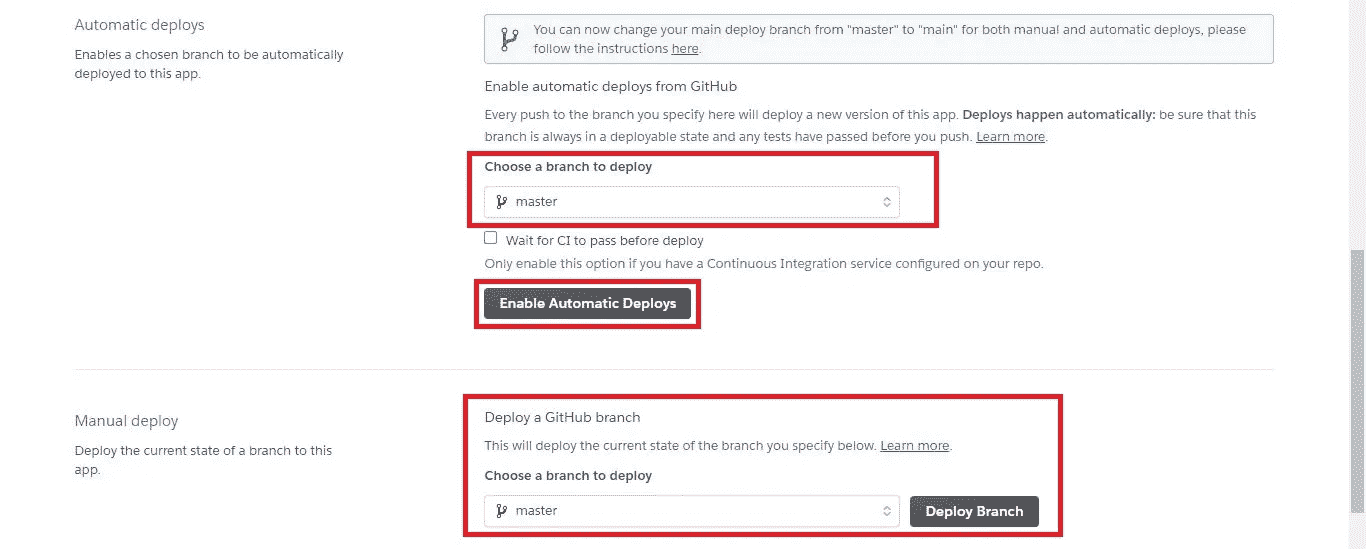 Automatic deploys
Enables a chosen branch to be automatically
deployed to this app.
You can now change your main deploy branch from "master" to "main" for both manual and automatic deploys, please
follow the instructions here.
Enable automatic deploys from GitHub
Every push to the branch you specify here will deploy a new version of this app. Deploys happen automatically: be sure that this
branch is always in a deployable state and any tests have passed before you push. Learn more.
Choose a branch to deploy
master
Wait for CI to pass before deploy
Only enable this option if you have a Continuous Integration service configured on your repo.
Enable Automatic Deploys
Manual deploy
Deploy the current state of a branch to this
app.
Deploy a GitHub branch
This will deploy the current state of the branch you specify below. Learn more.
Choose a branch to deploy
master
Deploy Branch